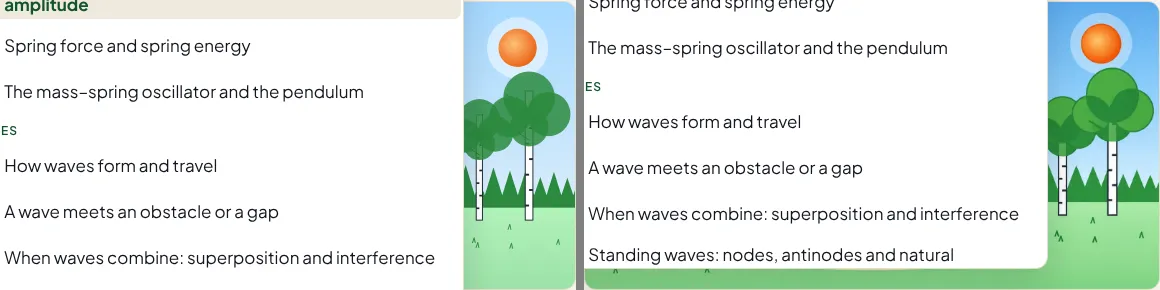 amplitude
Spring force and spring energy
The mass–spring oscillator and the pendulum
ES
How waves form and travel
A wave meets an obstacle or a gap
When waves combine: superposition and interference
Spring force and spring energy
The mass–spring oscillator and the pendulum
ES
How waves form and travel
A wave meets an obstacle or a gap
When waves combine: superposition and interference
Standing waves: nodes, antinodes and natural